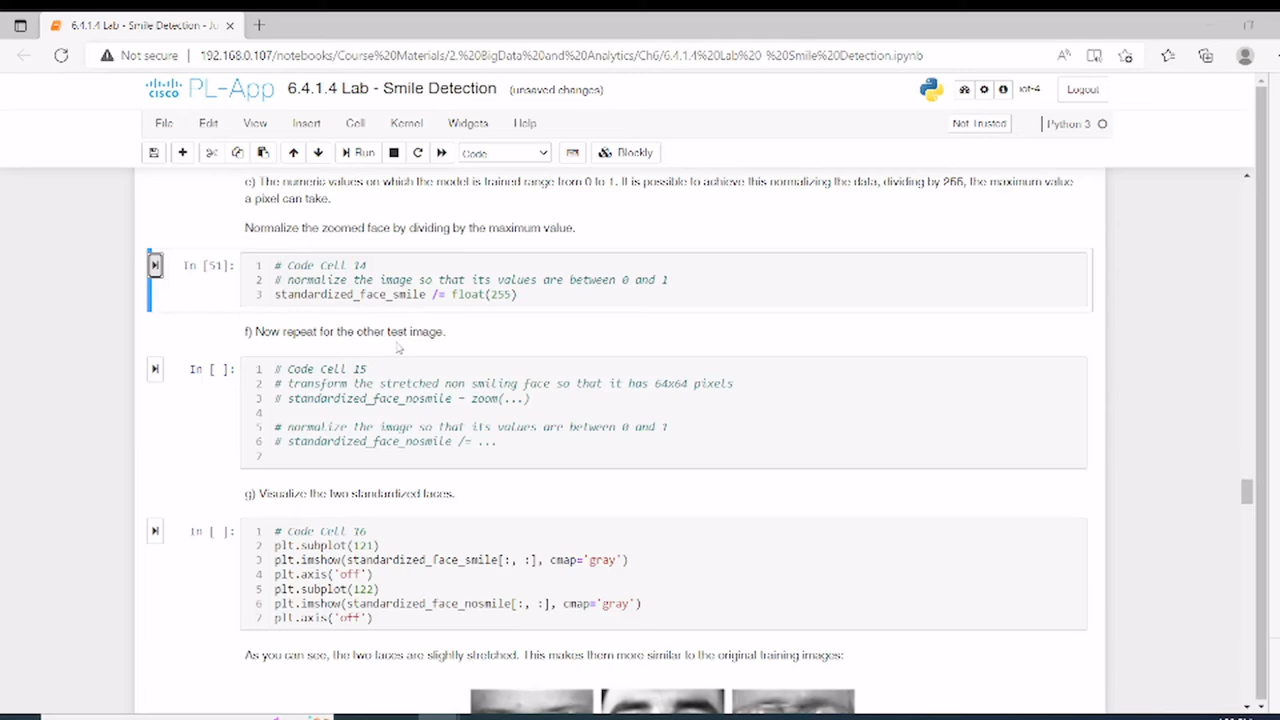 6.4.1.4 Lab - Smile Detection - Ju
Not secure 192.168.0.107/notebooks/Course%20Materials/2.%20BigData%20and%20Analytics/Ch6/6.4.1.4%20Lab%20 %20Smile%20Detection.ipynb
CISCO PL-App 6.4.1.4 Lab - Smile Detection (unsaved changes) iot-4 Logout
File Edit View Insert Cell Kernel Widgets Help Not Trusted Python 3
Run Code Blockly
e) The numeric values on which the model is trained range from 0 to 1. It is possible to achieve this normalizing the data, dividing by 255, the maximum value
a pixel can take.
Normalize the zoomed face by dividing by the maximum value.
In [51]: 1 # Code Cell 14
2 # normalize the image so that its values are between 0 and 1
3 standardized_face_smile /= float(255)
f) Now repeat for the other test image.
In [ ]: 1 # Code Cell 15
2 # transform the stretched non smiling face so that it has 64x64 pixels
3 # standardized_face_nosmile = zoom(...)
4
5 # normalize the image so that its values are between 0 and 1
6 # standardized_face_nosmile /= ...
7
g) Visualize the two standardized faces.
In [ ]: 1 # Code Cell 16
2 plt.subplot(121)
3 plt.imshow(standardized_face_smile[:, :], cmap='gray')
4 plt.axis('off')
5 plt.subplot(122)
6 plt.imshow(standardized_face_nosmile[:, :], cmap='gray')
7 plt.axis('off')
As you can see, the two faces are slightly stretched. This makes them more similar to the original training images: